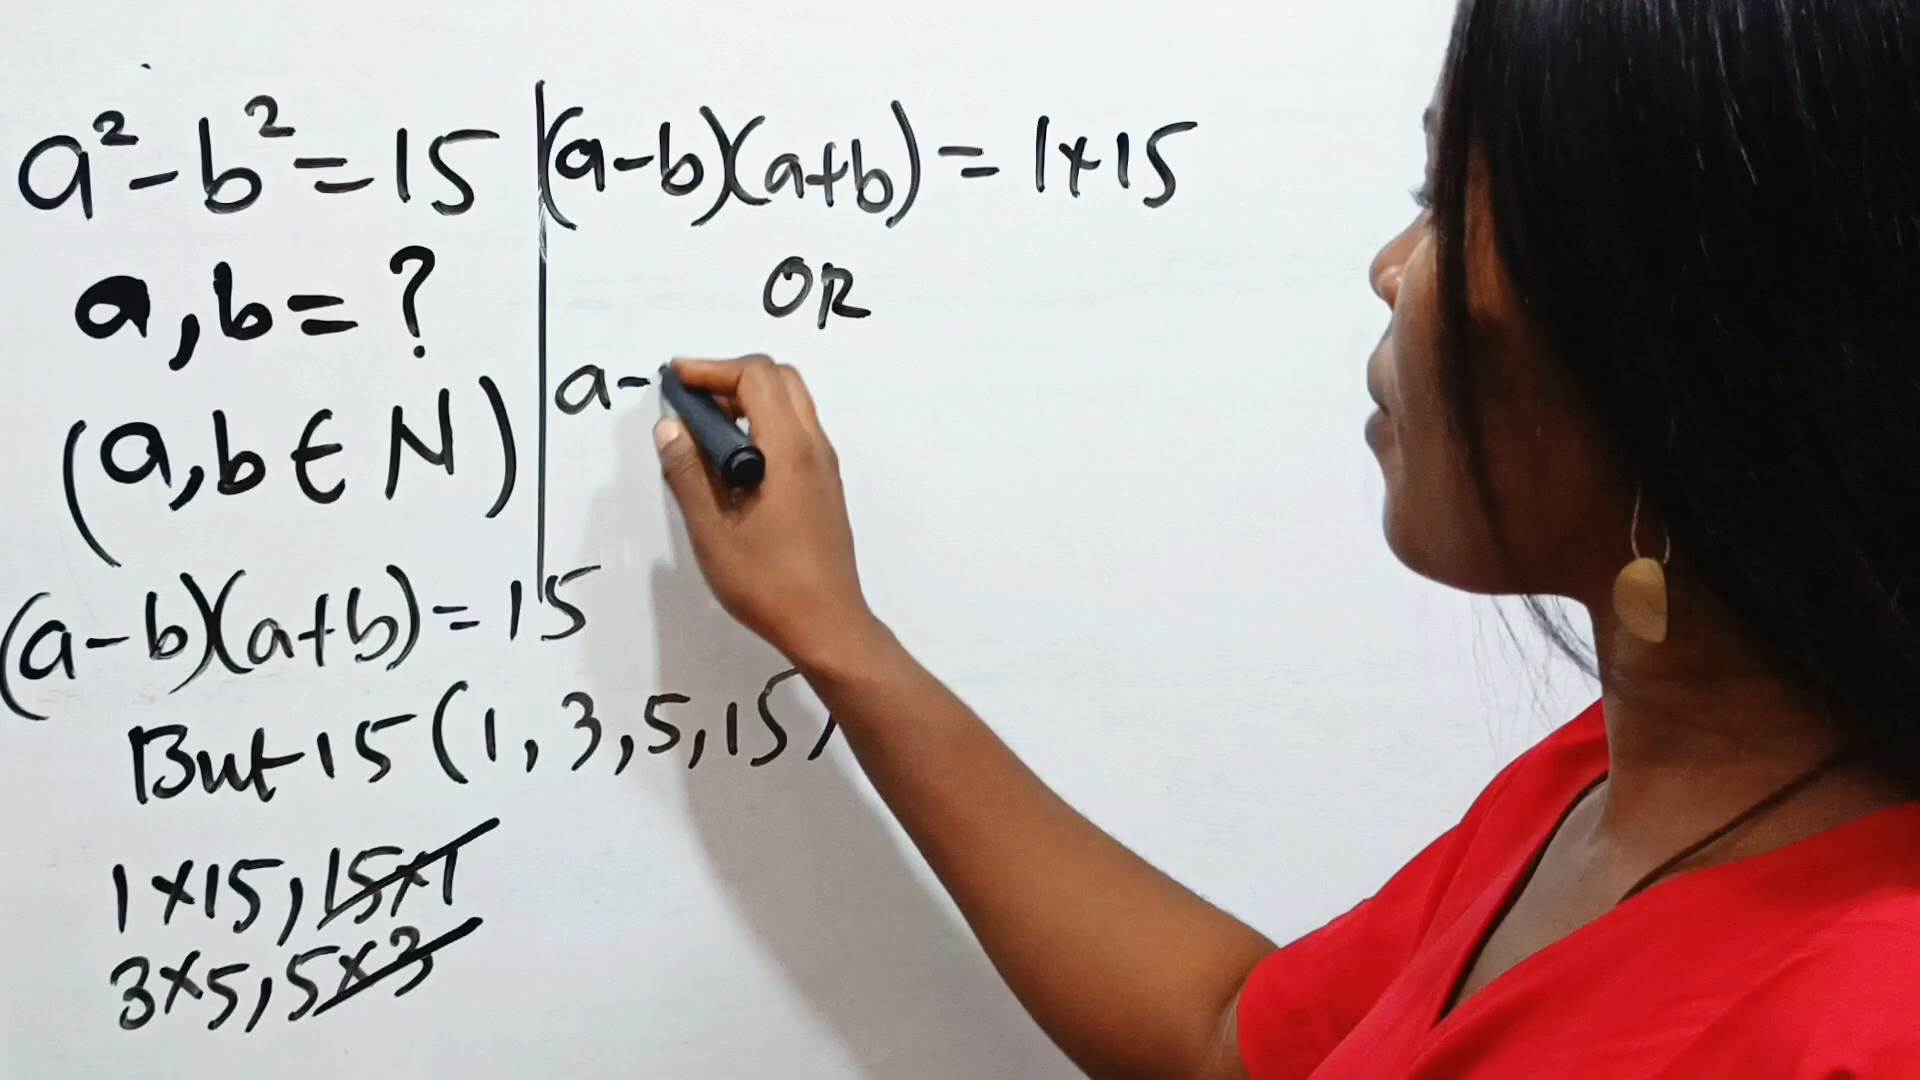 a²-b²=15
a,b=?
(a,b∈N)
(a-b)(a+b)=15
But 15(1,3,5,15)
1×15,15×1
3×5,5×3
(a-b)(a+b)=1×15
OR
a-